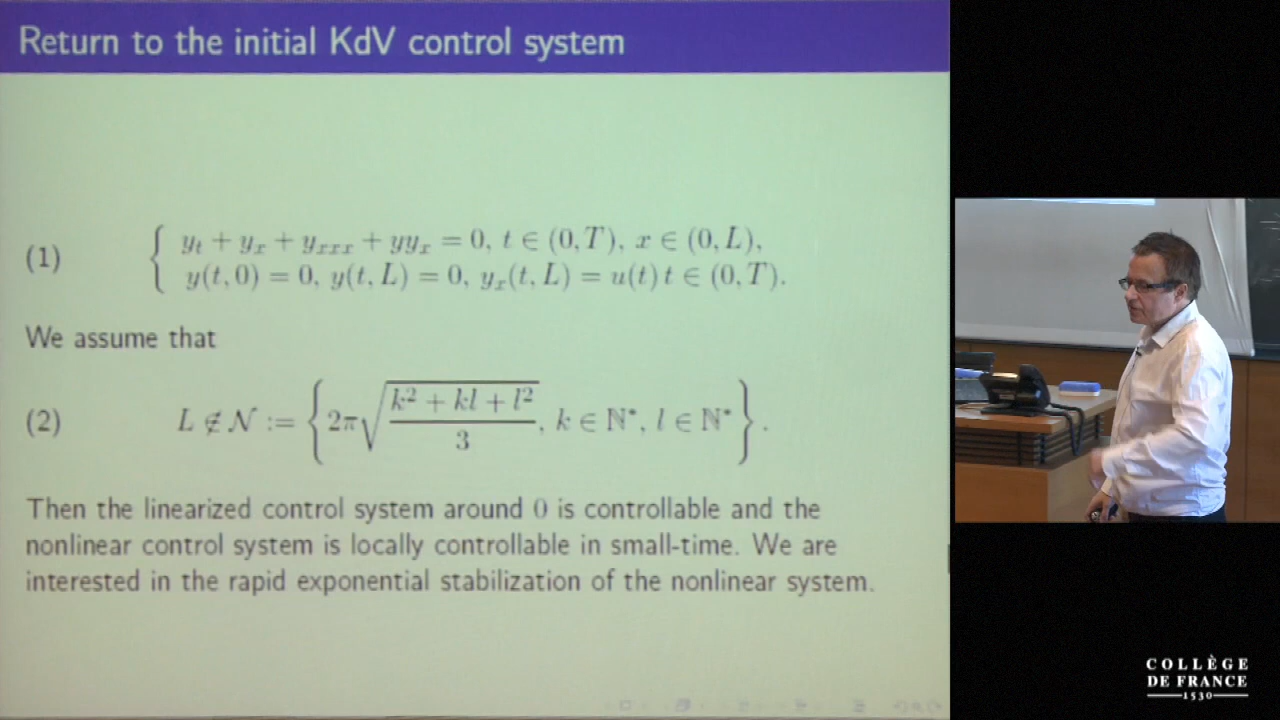 Return to the initial KdV control system
(1) { y_t + y_x + y_{xxx} + yy_x = 0, t ∈ (0,T), x ∈ (0,L),
y(t,0) = 0, y(t,L) = 0, y_x(t,L) = u(t) t ∈ (0,T).
We assume that
(2) L ∉ 𝒩 := { 2π√((k² + kl + l²)/3), k ∈ ℕ*, l ∈ ℕ* }.
Then the linearized control system around 0 is controllable and the
nonlinear control system is locally controllable in small-time. We are
interested in the rapid exponential stabilization of the nonlinear system.
COLLÈGE
DE FRANCE
1530